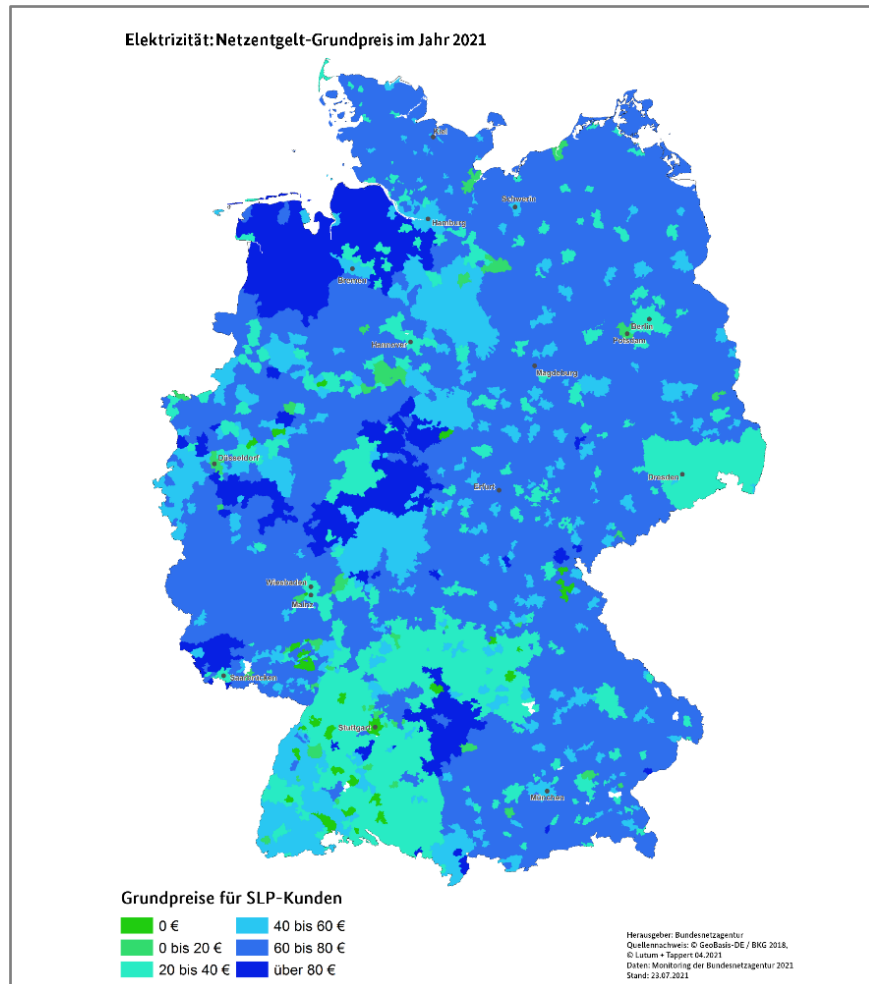 Elektrizität: Netzentgelt-Grundpreis im Jahr 2021
Kiel
Schwerin
Hamburg
Bremen
Berlin
Potsdam
Hannover
Magdeburg
Düsseldorf
Dresden
Erfurt
Wiesbaden
Mainz
Saarbrücken
Stuttgart
München
Grundpreise für SLP-Kunden
0 €
0 bis 20 €
20 bis 40 €
40 bis 60 €
60 bis 80 €
über 80 €
Herausgeber: Bundesnetzagentur
Quellennachweis: © GeoBasis-DE / BKG 2018,
© Lutum + Tappert 04.2021
Daten: Monitoring der Bundesnetzagentur 2021
Stand: 23.07.2021